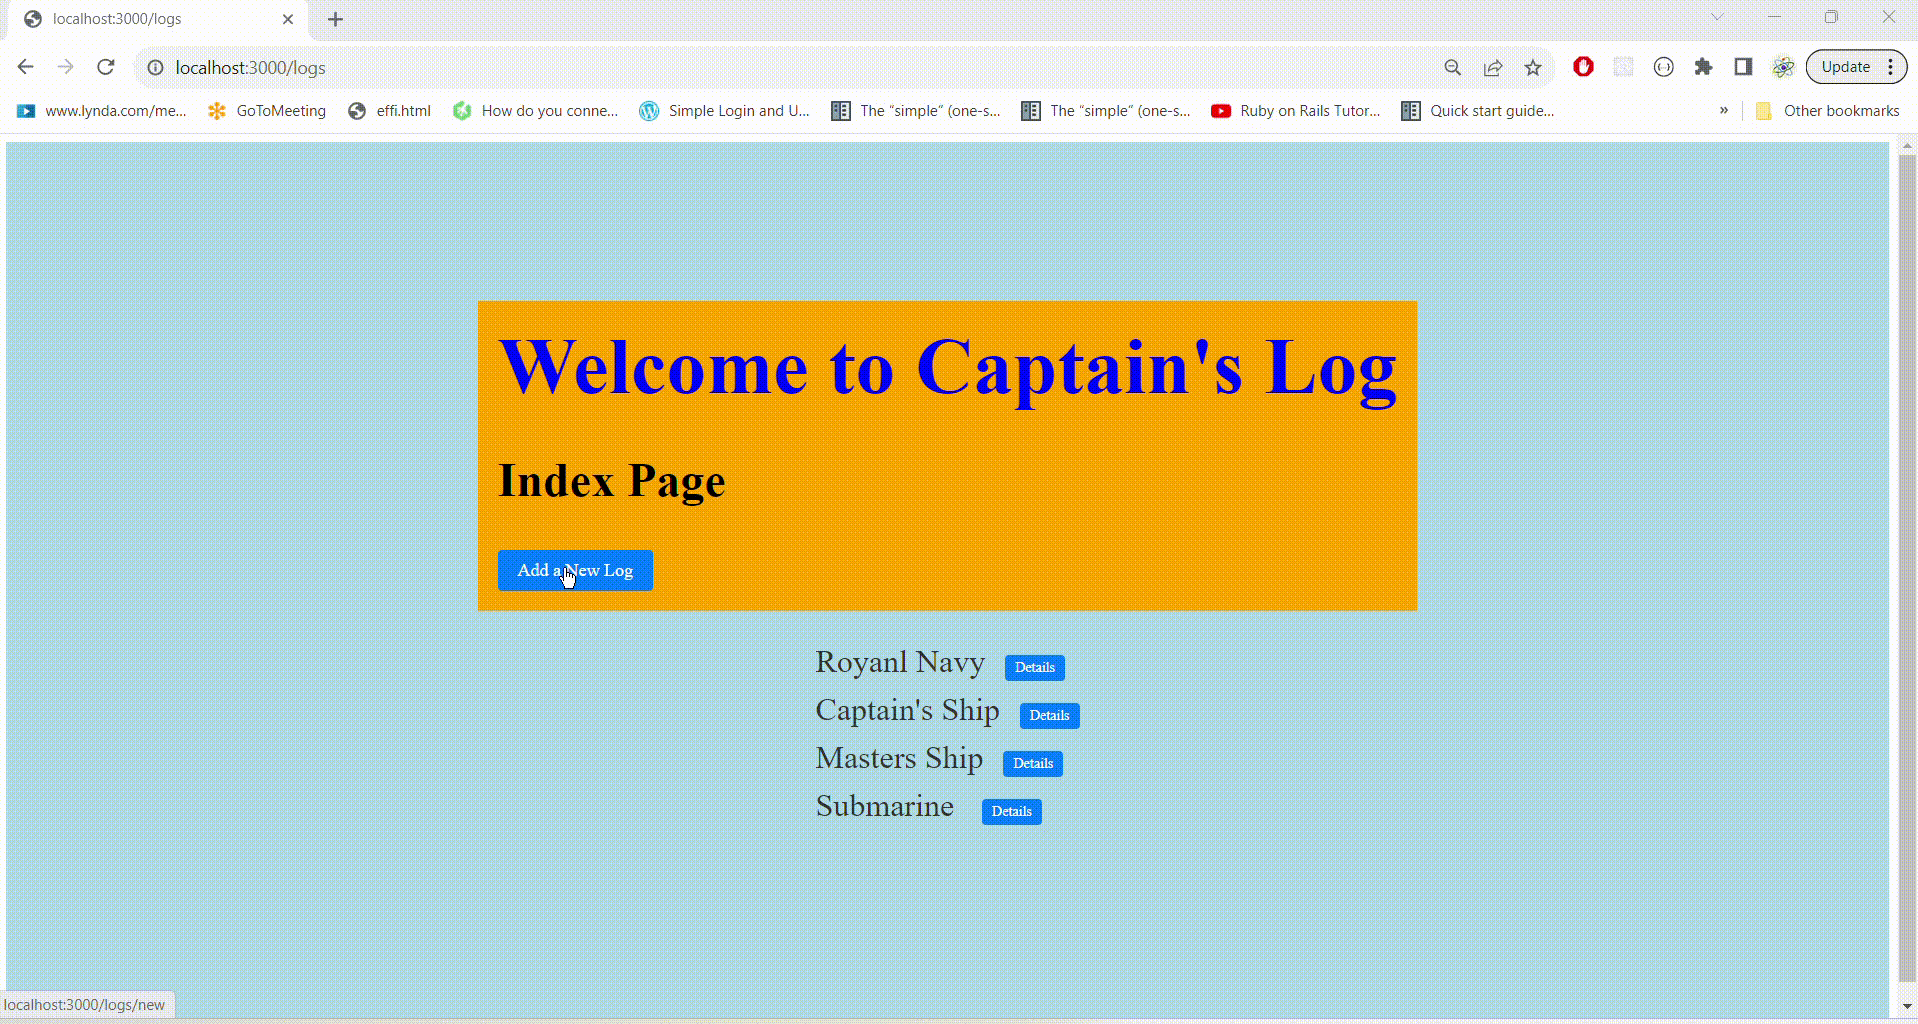 localhost:3000/logs
localhost:3000/logs
Update
www.lynda.com/me... GoToMeeting effi.html How do you conne... Simple Login and U... The “simple” (one-s... The “simple” (one-s... Ruby on Rails Tutor... Quick start guide... » Other bookmarks
Welcome to Captain's Log
Index Page
Add a New Log
Royanl Navy Details
Captain's Ship Details
Masters Ship Details
Submarine Details
localhost:3000/logs/new